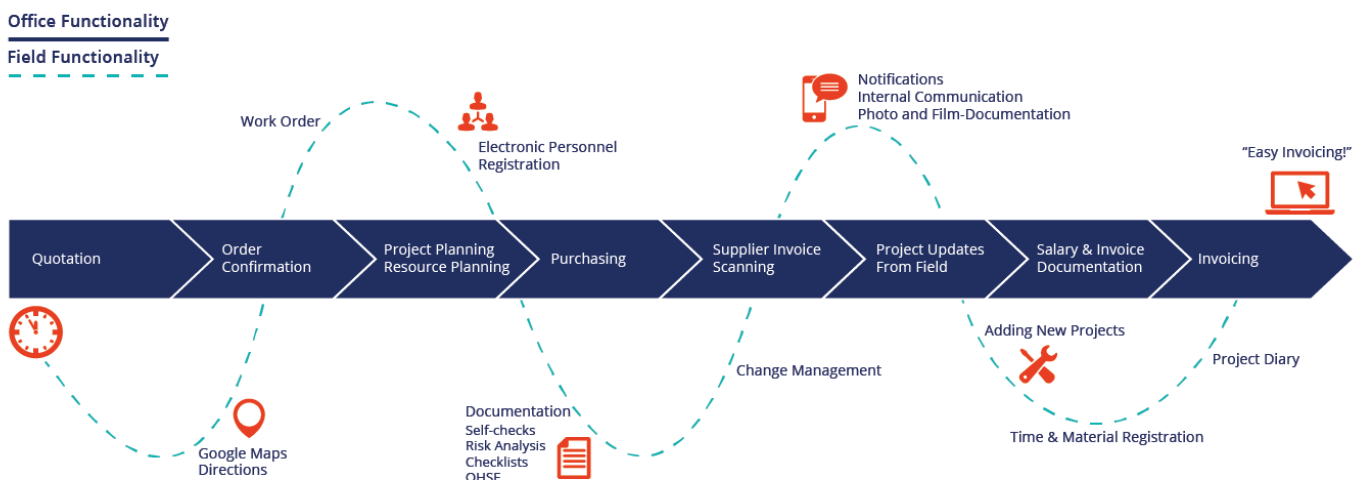 Office Functionality
Field Functionality
Work Order
Electronic Personnel
Registration
Notifications
Internal Communication
Photo and Film-Documentation
“Easy Invoicing!”
Quotation
Order
Confirmation
Project Planning
Resource Planning
Purchasing
Supplier Invoice
Scanning
Project Updates
From Field
Salary & Invoice
Documentation
Invoicing
Google Maps
Directions
Documentation
Self-checks
Risk Analysis
Checklists
OHSE
Change Management
Adding New Projects
Time & Material Registration
Project Diary